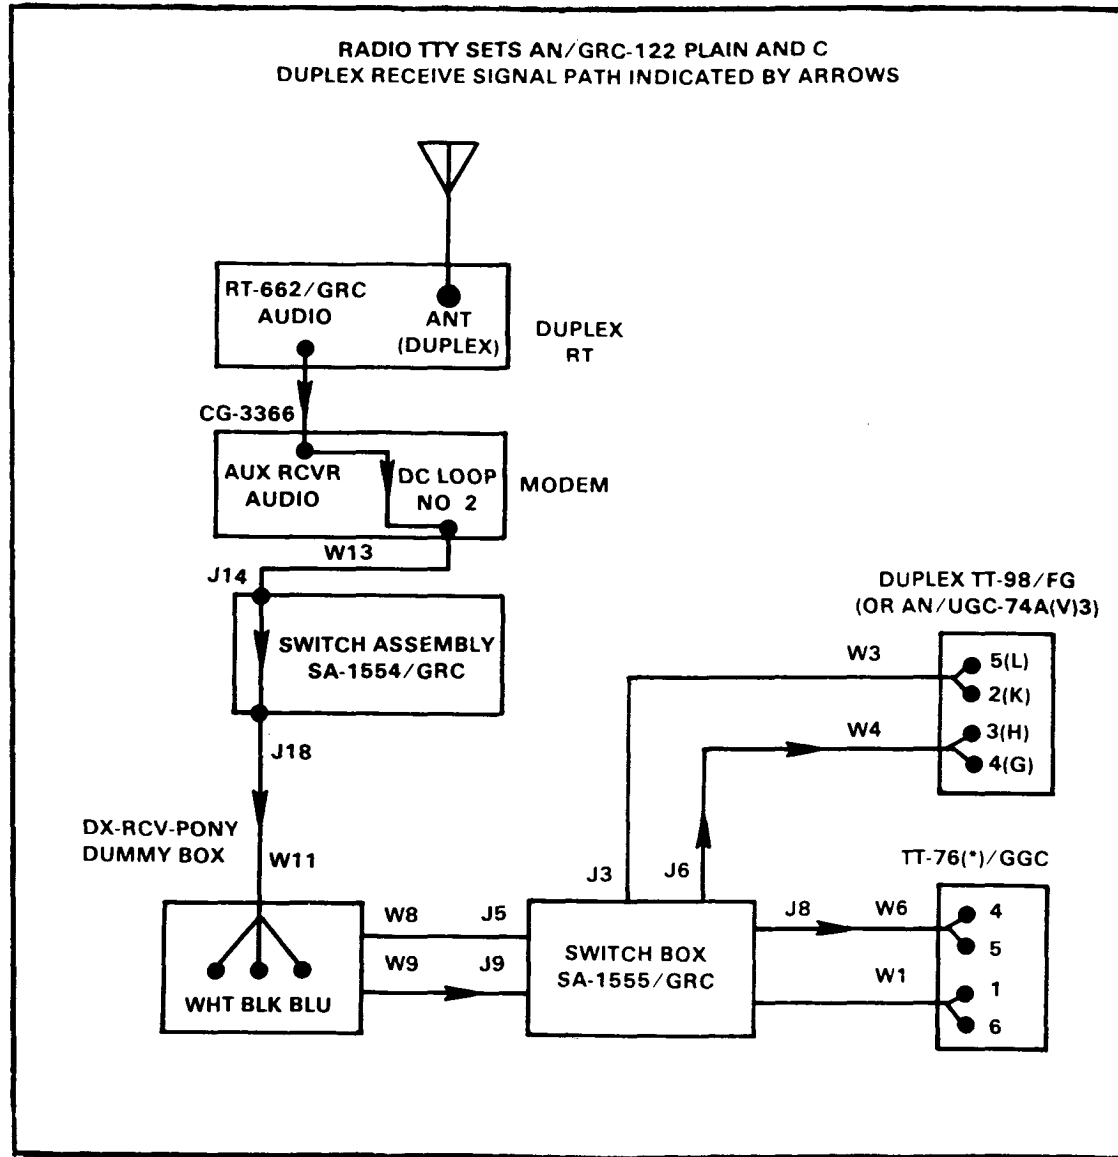 RADIO TTY SETS AN/GRC-122 PLAIN AND C
DUPLEX RECEIVE SIGNAL PATH INDICATED BY ARROWS
RT-662/GRC
AUDIO
ANT
(DUPLEX)
DUPLEX
RT
CG-3366
AUX RCVR
AUDIO
DC LOOP
NO 2
MODEM
W13
J14
SWITCH ASSEMBLY
SA-1554/GRC
J18
DX-RCV-PONY
DUMMY BOX
W11
WHT BLK BLU
W8
J5
W9
J9
J3
J6
SWITCH BOX
SA-1555/GRC
W3
W4
DUPLEX TT-98/FG
(OR AN/UGC-74A(V)3)
5(L)
2(K)
3(H)
4(G)
TT-76(*)/GGC
J8
W6
W1
4
5
1
6